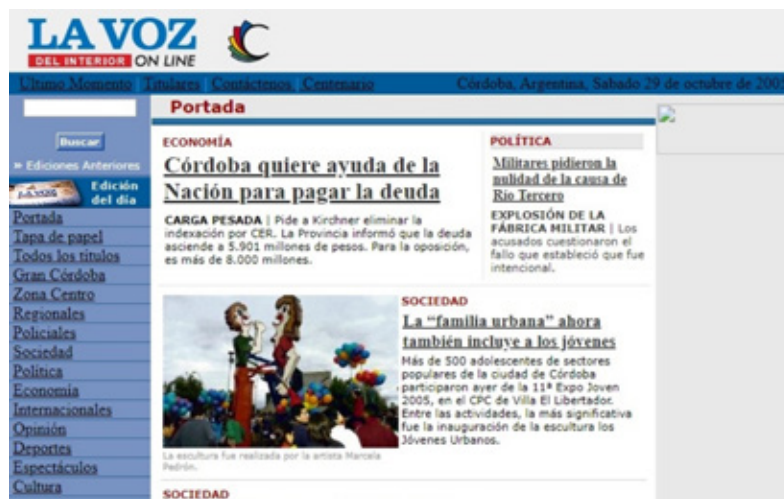 LA VOZ
DEL INTERIOR ON LINE
Ultimo Momento | Titulares | Contáctenos | Centenario
Córdoba, Argentina, Sabado 29 de octubre de 2005
Buscar
» Ediciones Anteriores
Edición
del día
Portada
Tapa de papel
Todos los títulos
Gran Córdoba
Zona Centro
Regionales
Policiales
Sociedad
Política
Economía
Internacionales
Opinión
Deportes
Espectáculos
Cultura
Portada
ECONOMÍA
Córdoba quiere ayuda de la
Nación para pagar la deuda
CARGA PESADA | Pide a Kirchner eliminar la
indexación por CER. La Provincia informó que la deuda
asciende a 5.901 millones de pesos. Para la oposición,
es más de 8.000 millones.
POLÍTICA
Militares pidieron la
nulidad de la causa de
Río Tercero
EXPLOSIÓN DE LA
FÁBRICA MILITAR | Los
acusados cuestionaron el
fallo que estableció que fue
intencional.
SOCIEDAD
La “familia urbana” ahora
también incluye a los jóvenes
Más de 500 adolescentes de sectores
populares de la ciudad de Córdoba
participaron ayer de la 11ª Expo Joven
2005, en el CPC de Villa El Libertador.
Entre las actividades, la más significativa
fue la inauguración de la escultura los
Jóvenes Urbanos.
La escultura fue realizada por la artista Marcela
Pedrón.
SOCIEDAD